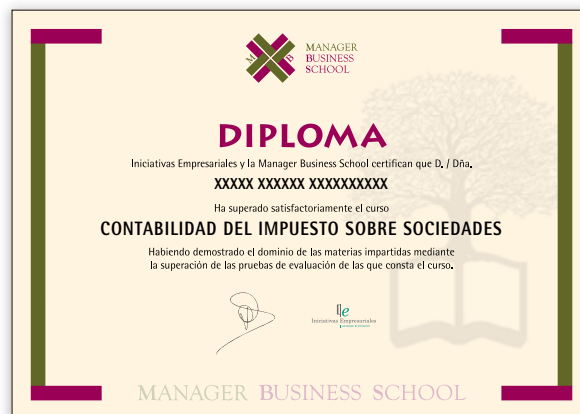 M B
MANAGER
BUSINESS
SCHOOL
DIPLOMA
Iniciativas Empresariales y la Manager Business School certifican que D. / Dña.
XXXXX XXXXXX XXXXXXXXXX
Ha superado satisfactoriamente el curso
CONTABILIDAD DEL IMPUESTO SOBRE SOCIEDADES
Habiendo demostrado el dominio de las materias impartidas mediante
la superación de las pruebas de evaluación de las que consta el curso.
Iniciativas Empresariales
MANAGER BUSINESS SCHOOL